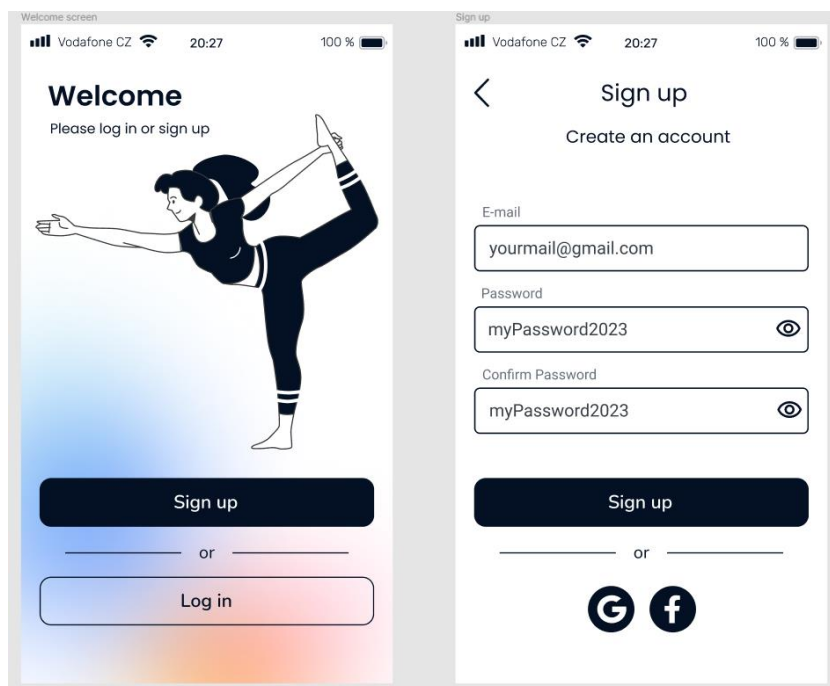 Welcome screen
Vodafone CZ 20:27 100 %
Welcome
Please log in or sign up
Sign up
or
Log in
Sign up
Vodafone CZ 20:27 100 %
Sign up
Create an account
E-mail
yourmail@gmail.com
Password
myPassword2023
Confirm Password
myPassword2023
Sign up
or
G f